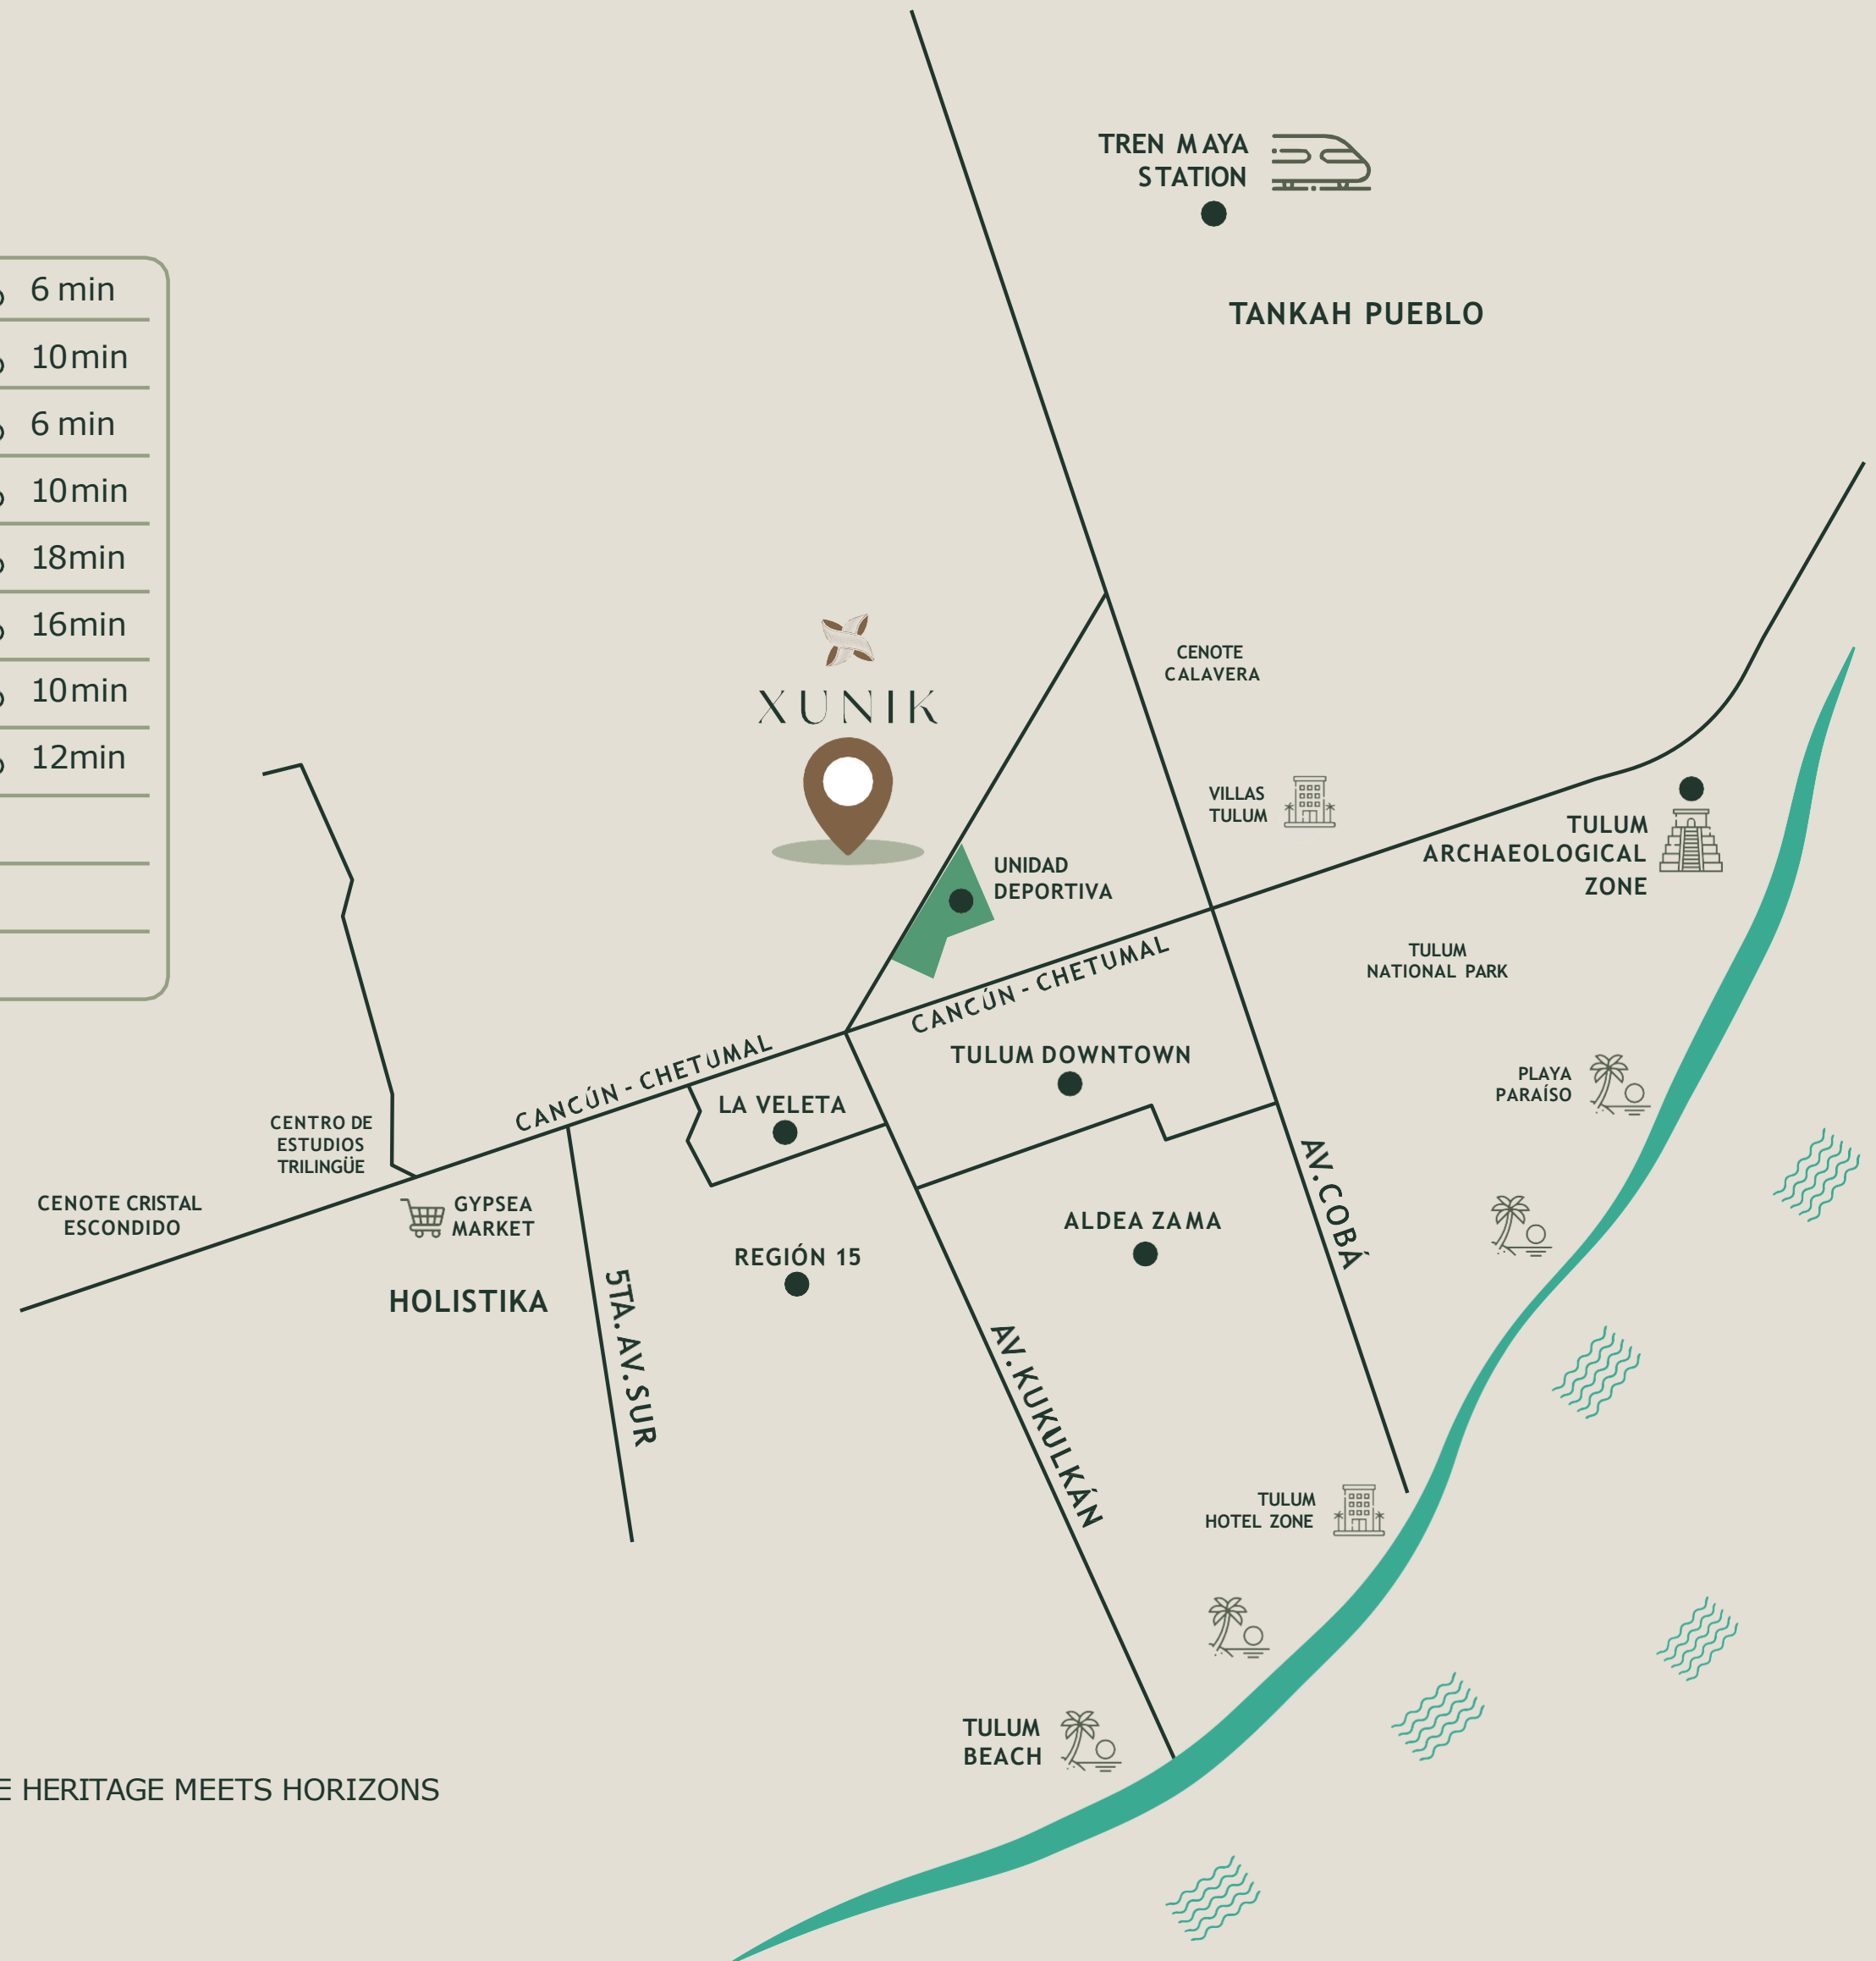 TREN MAYA
STATION
TANKAH PUEBLO
6 min
10min
6 min
10min
18min
16min
10min
12min
CENOTE
CALAVERA
XUNIK
VILLAS
TULUM
TULUM
ARCHAEOLOGICAL
ZONE
UNIDAD
DEPORTIVA
TULUM
NATIONAL PARK
CANCÚN - CHETUMAL
CANCÚN - CHETUMAL
TULUM DOWNTOWN
PLAYA
PARAÍSO
LA VELETA
CENTRO DE
ESTUDIOS
TRILINGÜE
CENOTE CRISTAL
ESCONDIDO
GYPSEA
MARKET
AV.COBÁ
ALDEA ZAMA
REGIÓN 15
HOLISTIKA
5TA.AV.SUR
AV.KUKULKÁN
TULUM
HOTEL ZONE
TULUM
BEACH
HERITAGE MEETS HORIZONS